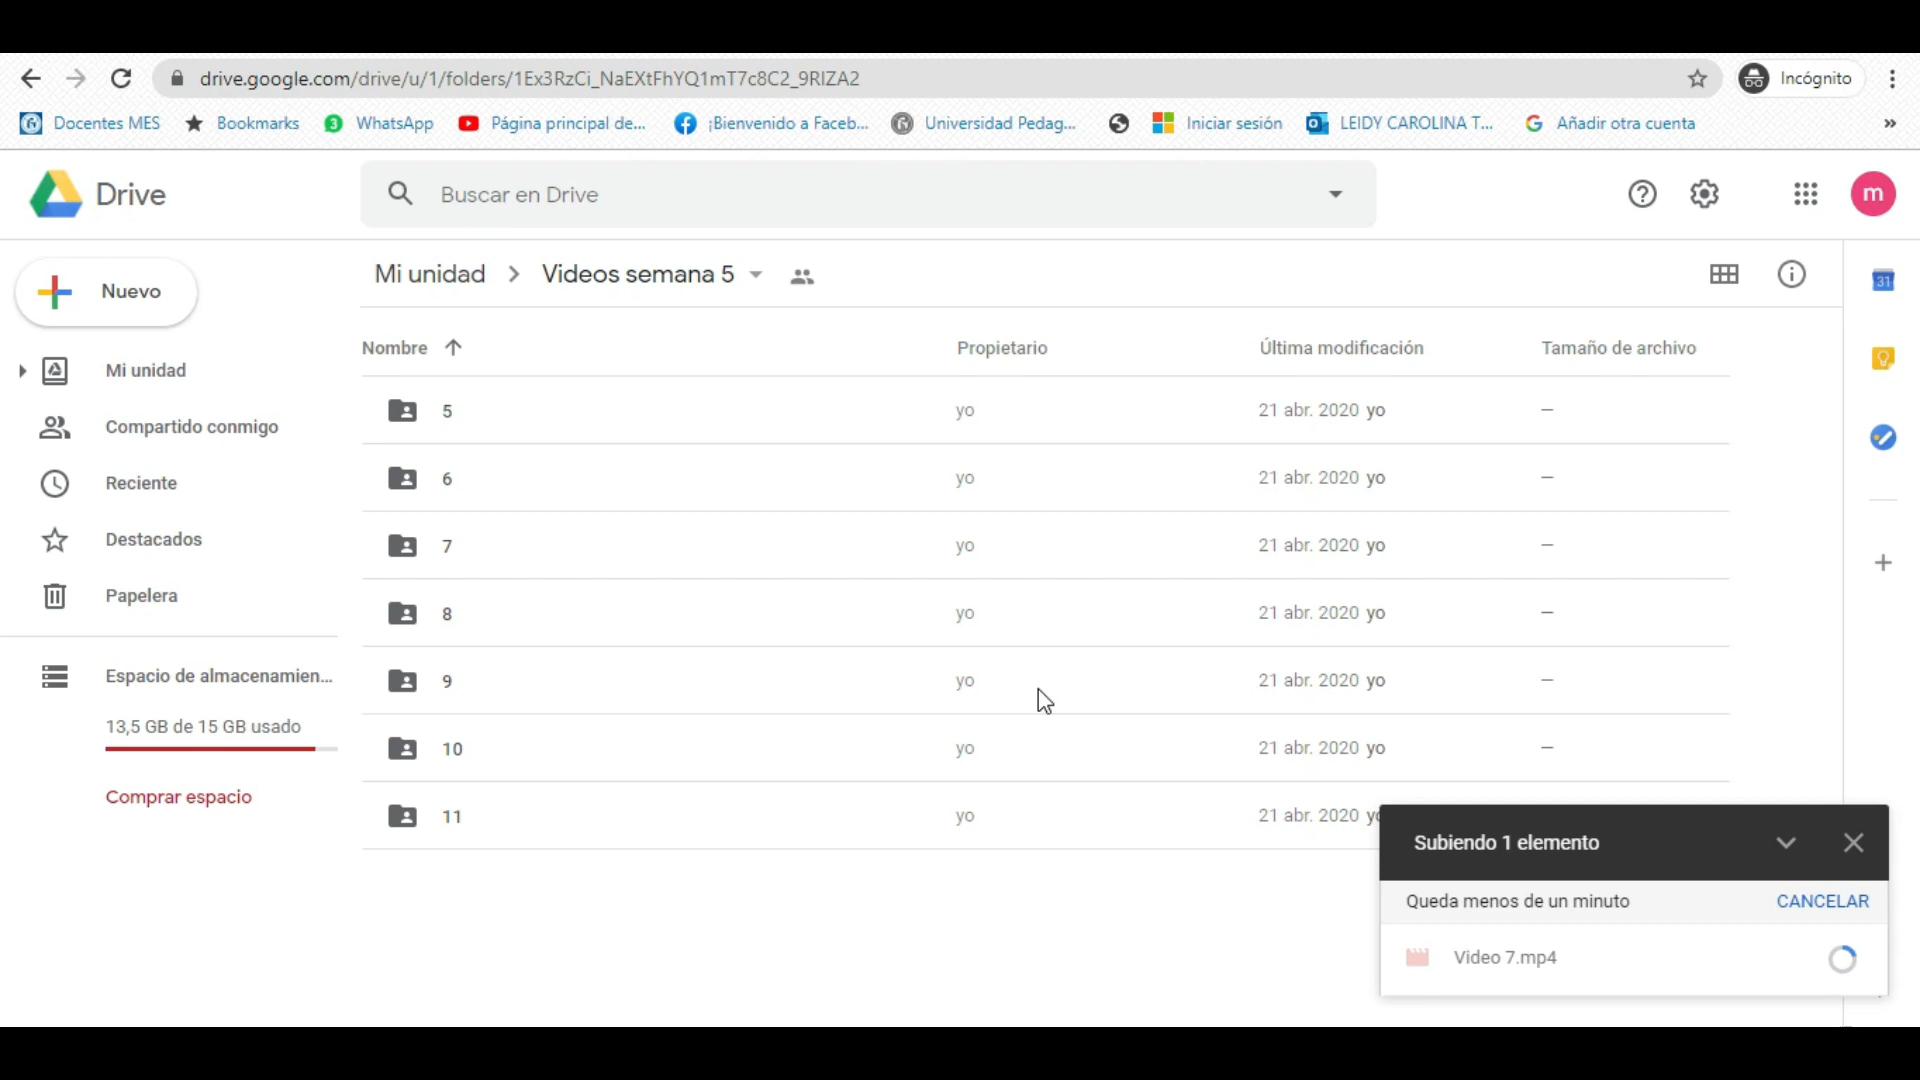 drive.google.com/drive/u/1/folders/1Ex3RzCi_NaEXtFhYQ1mT7c8C2_9RIZA2
Incógnito
Docentes MES
Bookmarks
3
WhatsApp
Página principal de...
¡Bienvenido a Faceb...
Universidad Pedag...
Iniciar sesión
LEIDY CAROLINA T...
Añadir otra cuenta
Drive
Buscar en Drive
m
Nuevo
Mi unidad
Compartido conmigo
Reciente
Destacados
Papelera
Espacio de almacenamien...
13,5 GB de 15 GB usado
Comprar espacio
Mi unidad > Videos semana 5
Nombre Propietario Última modificación Tamaño de archivo
5 yo 21 abr. 2020 yo —
6 yo 21 abr. 2020 yo —
7 yo 21 abr. 2020 yo —
8 yo 21 abr. 2020 yo —
9 yo 21 abr. 2020 yo —
10 yo 21 abr. 2020 yo —
11 yo 21 abr. 2020 yo
31
Subiendo 1 elemento
Queda menos de un minuto CANCELAR
Video 7.mp4